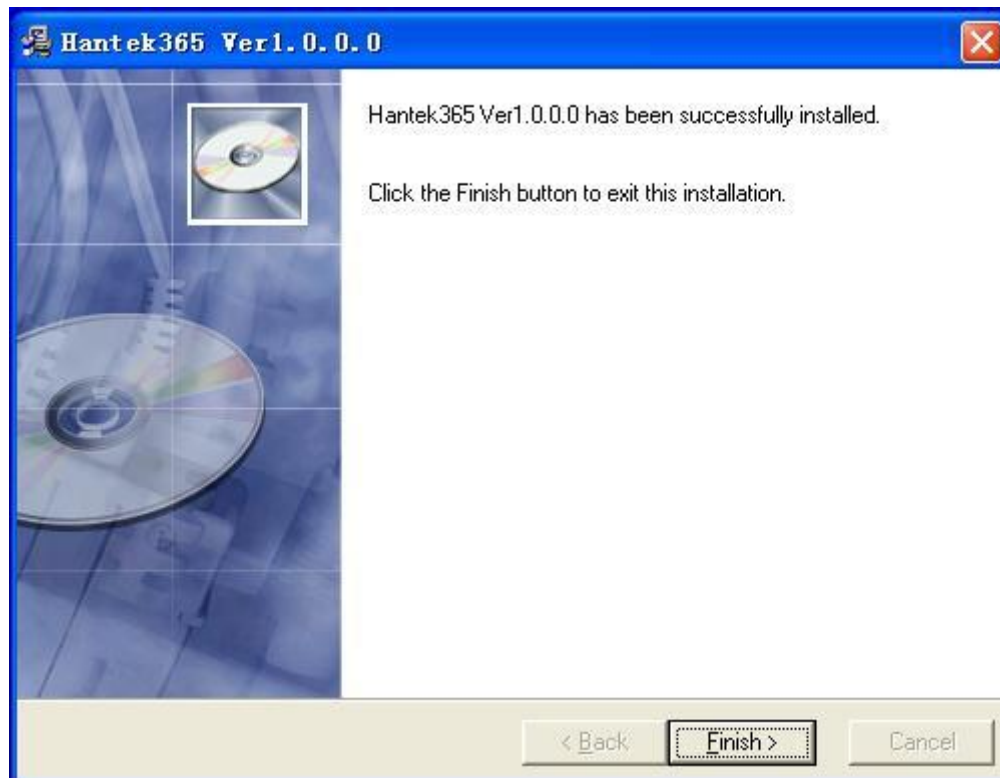 Hantek365 Ver1.0.0.0
Hantek365 Ver1.0.0.0 has been successfully installed.
Click the Finish button to exit this installation.
< Back
Finish >
Cancel